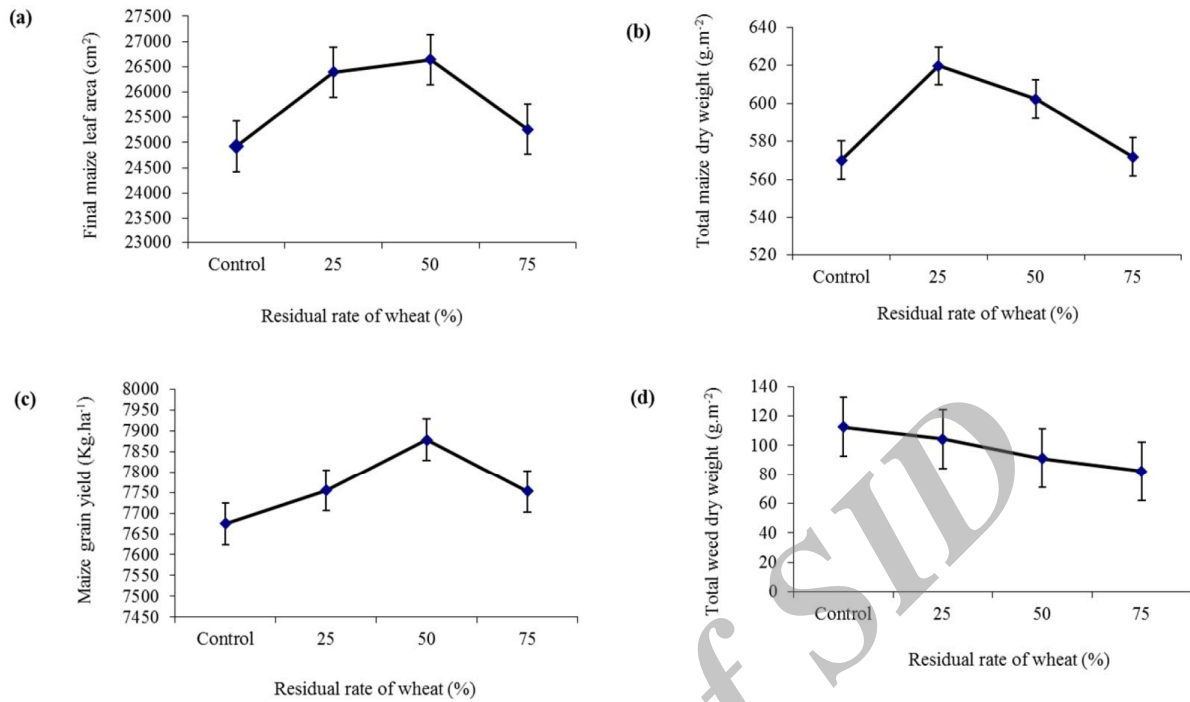 (a)
Final maize leaf area (cm²)
27500
27000
26500
26000
25500
25000
24500
24000
23500
23000
Control 25 50 75
Residual rate of wheat (%)
(b)
Total maize dry weight (g.m⁻²)
640
620
600
580
560
540
520
Control 25 50 75
Residual rate of wheat (%)
(c)
Maize grain yield (Kg.ha⁻¹)
8000
7950
7900
7850
7800
7750
7700
7650
7600
7550
7500
7450
Control 25 50 75
Residual rate of wheat (%)
(d)
Total weed dry weight (g.m⁻²)
140
120
100
80
60
40
20
0
Control 25 50 75
Residual rate of wheat (%)
f SID